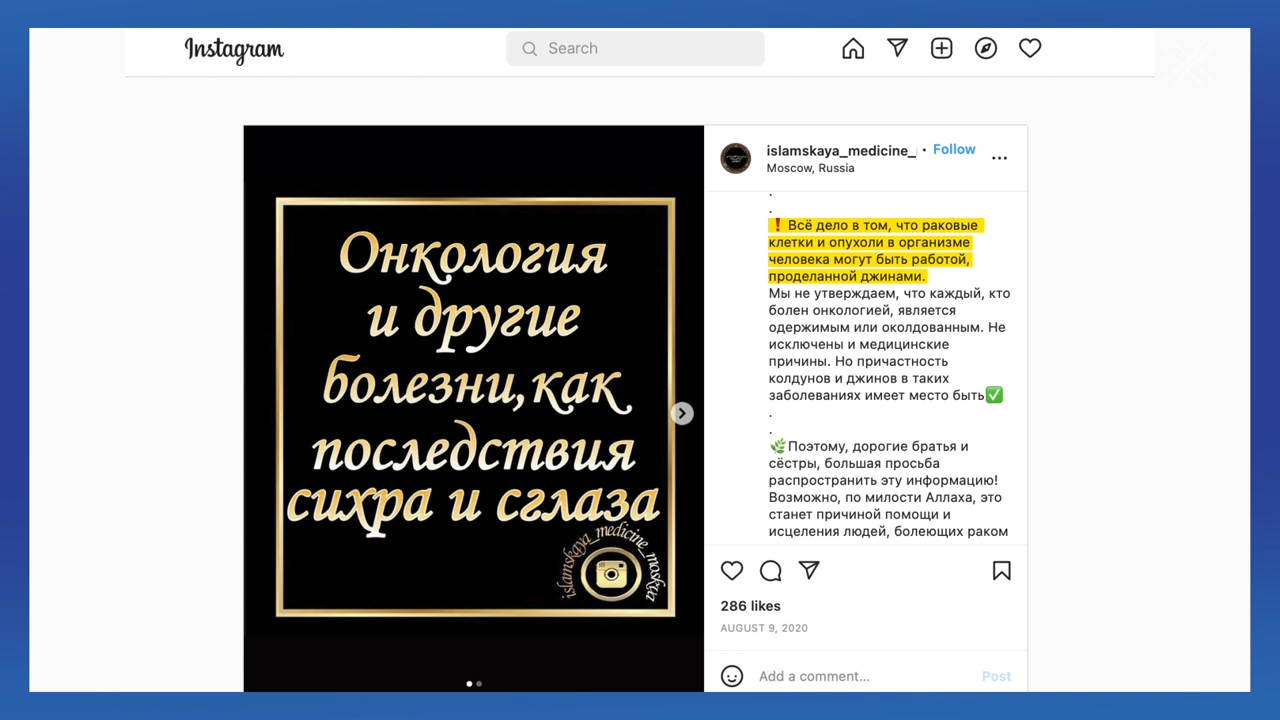 Instagram
Search
Онкология
и другие
болезни,как
последствия
сихра и сглаза
islamskaya_medicine_moskva
islamskaya_medicine_
• Follow
Moscow, Russia
.
.
❗Всё дело в том, что раковые
клетки и опухоли в организме
человека могут быть работой,
проделанной джинами.
Мы не утверждаем, что каждый, кто
болен онкологией, является
одержимым или околдованным. Не
исключены и медицинские
причины. Но причастность
колдунов и джинов в таких
заболеваниях имеет место быть✅
.
.
🌿Поэтому, дорогие братья и
сёстры, большая просьба
распространить эту информацию!
Возможно, по милости Аллаха, это
станет причиной помощи и
исцеления людей, болеющих раком
286 likes
AUGUST 9, 2020
Add a comment...
Post